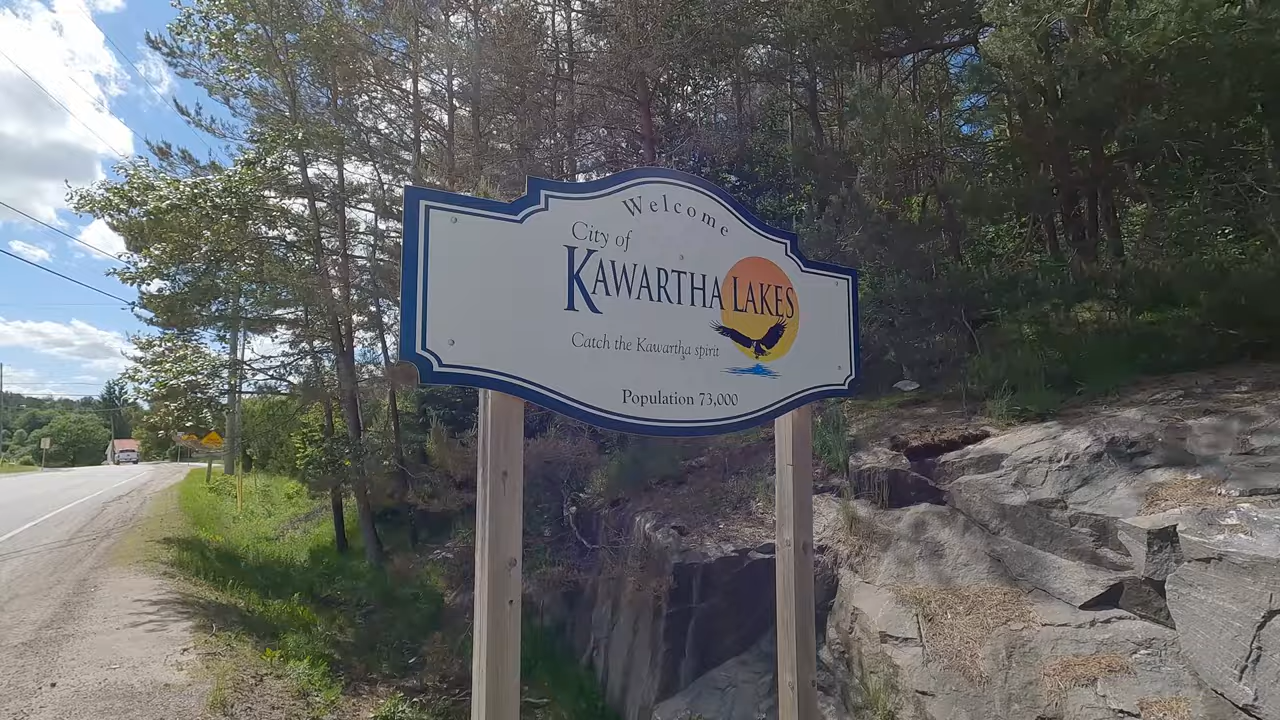 Welcome
City of
KAWARTHA LAKES
Catch the Kawartha spirit
Population 73,000